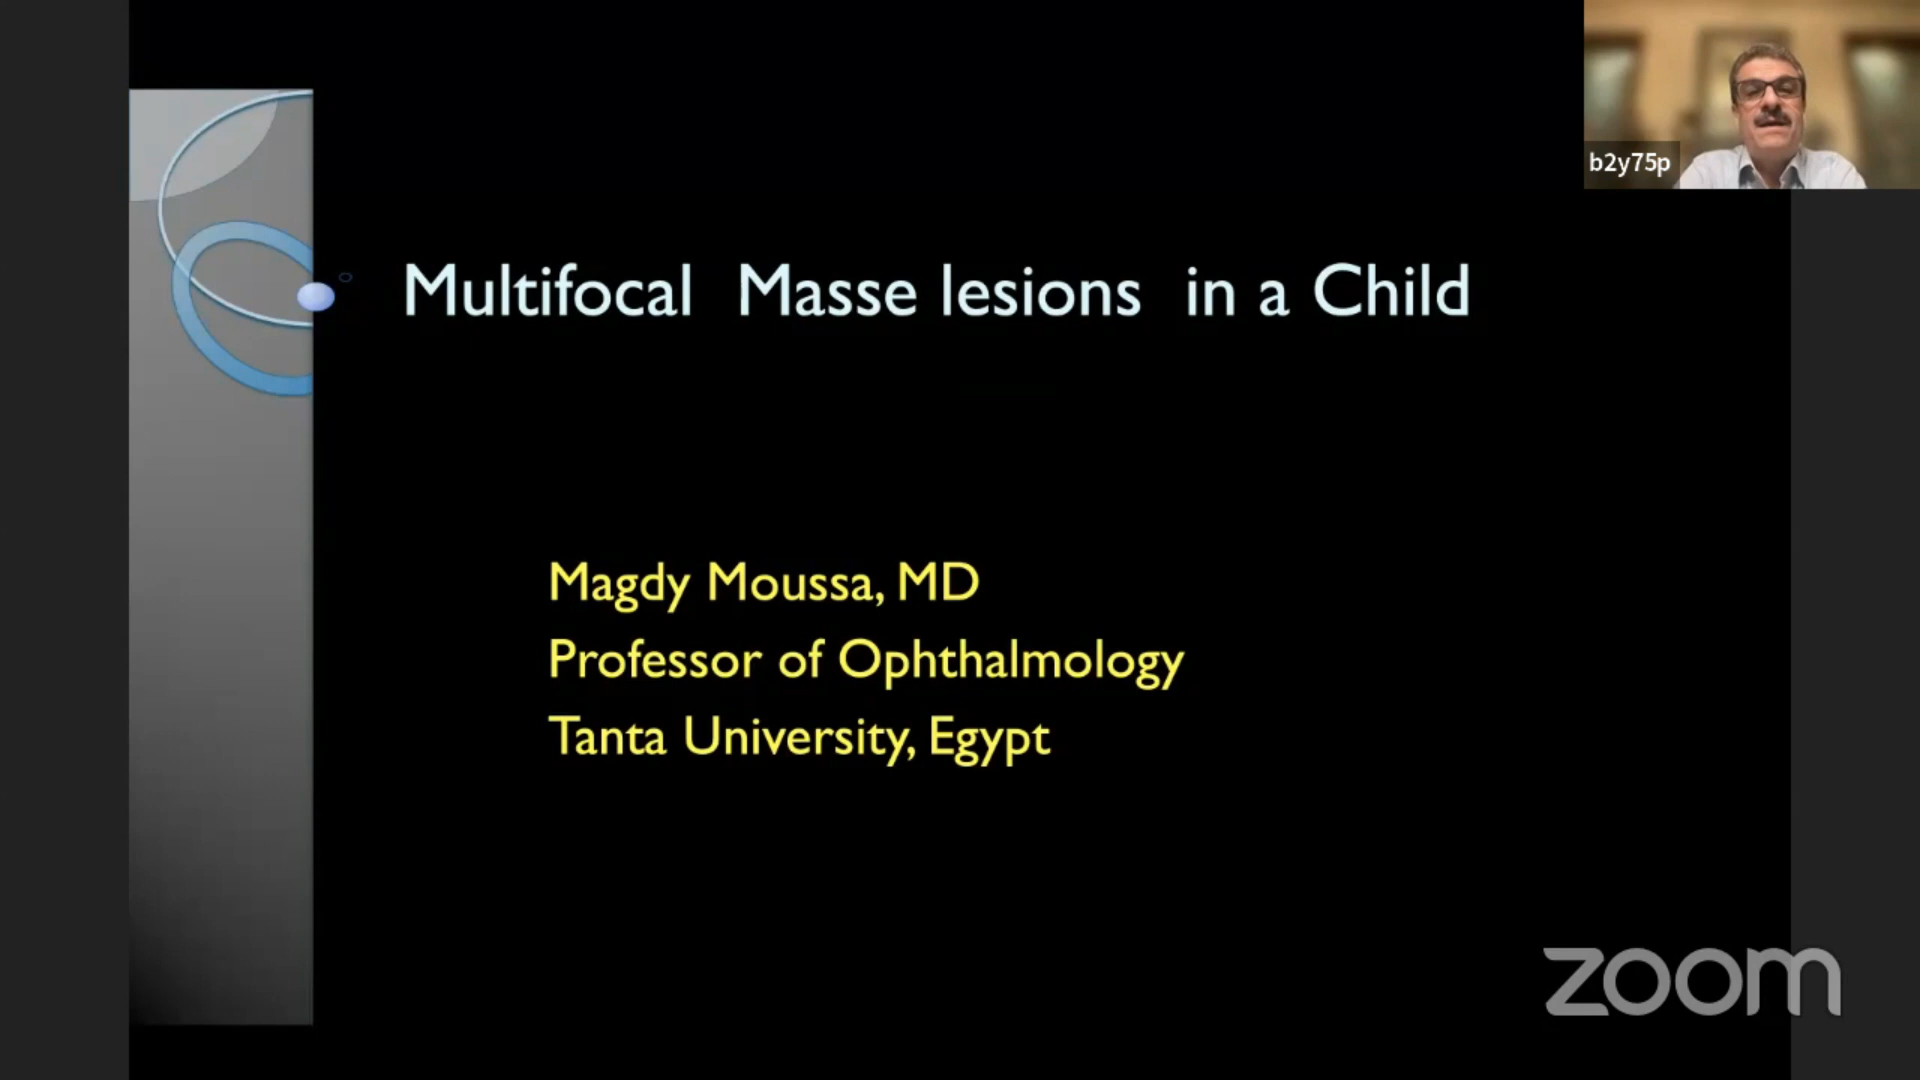 b2y75p
Multifocal Masse lesions in a Child
Magdy Moussa, MD
Professor of Ophthalmology
Tanta University, Egypt
zoom